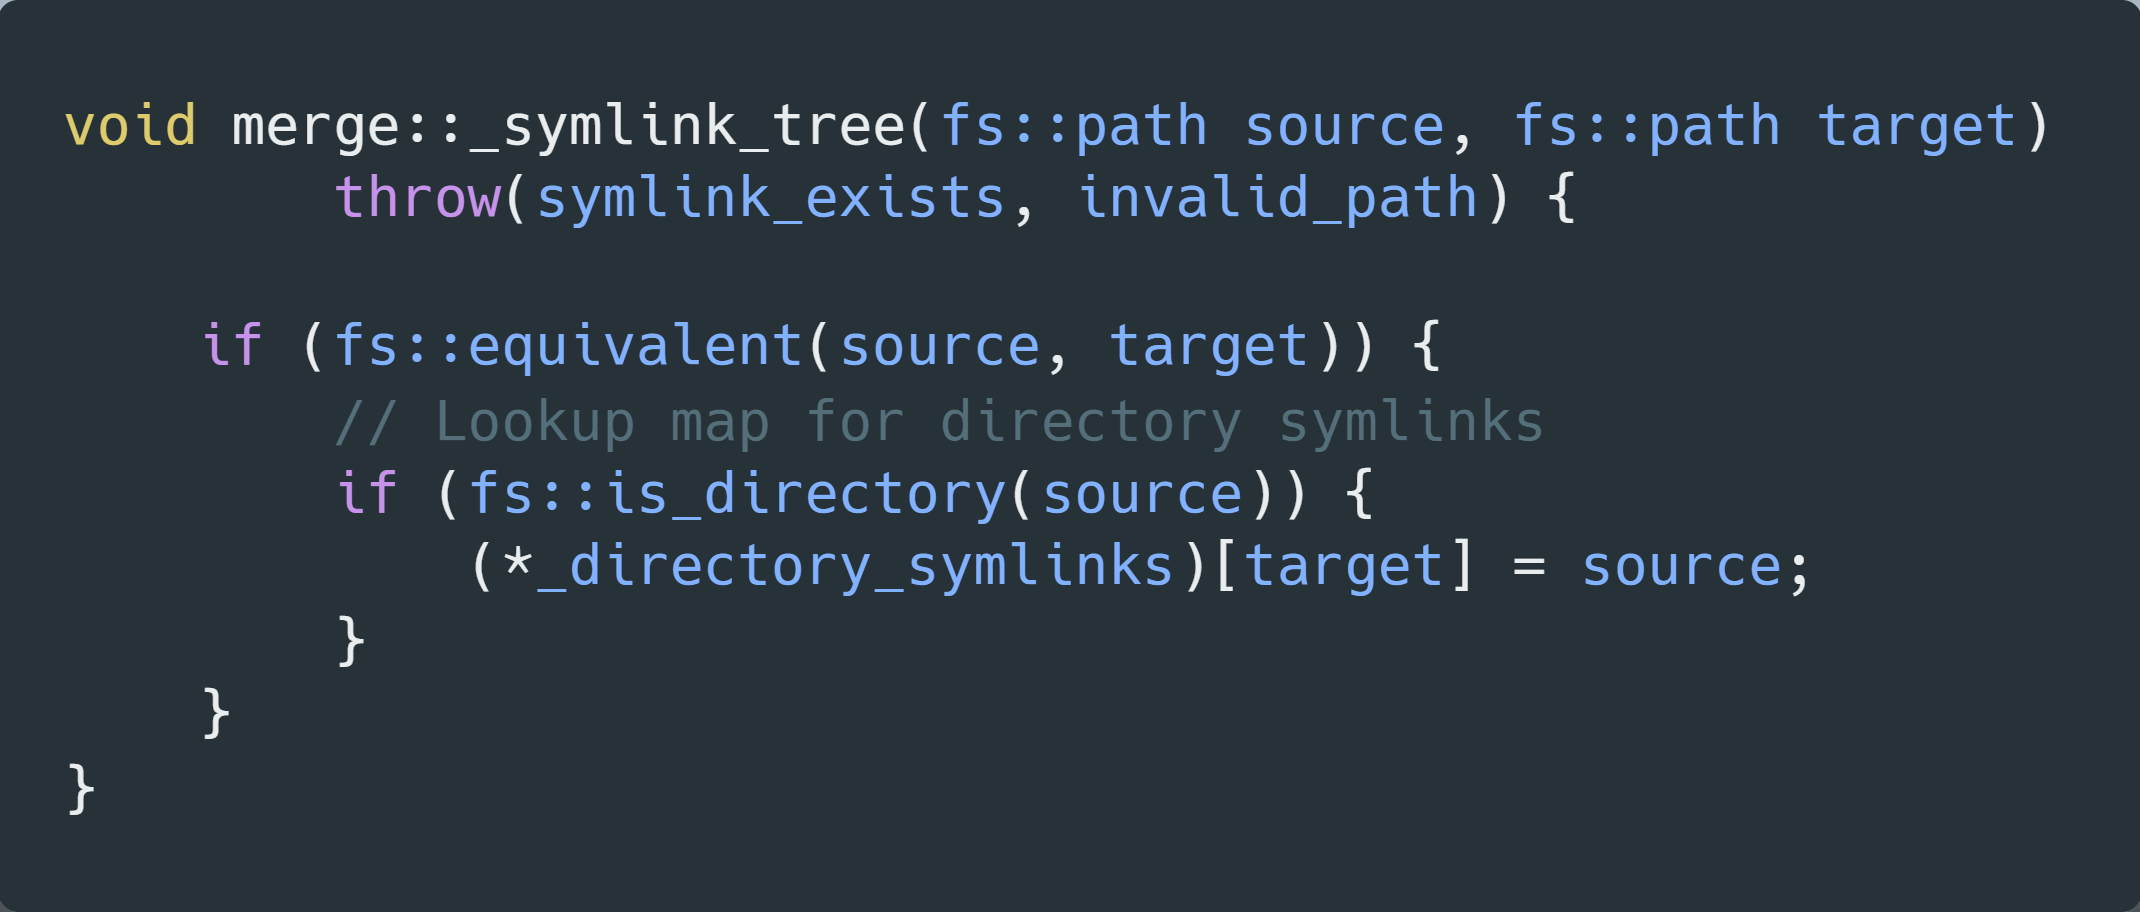 void merge::_symlink_tree(fs::path source, fs::path target)
        throw(symlink_exists, invalid_path) {

    if (fs::equivalent(source, target)) {
        // Lookup map for directory symlinks
        if (fs::is_directory(source)) {
            (*_directory_symlinks)[target] = source;
        }
    }
}